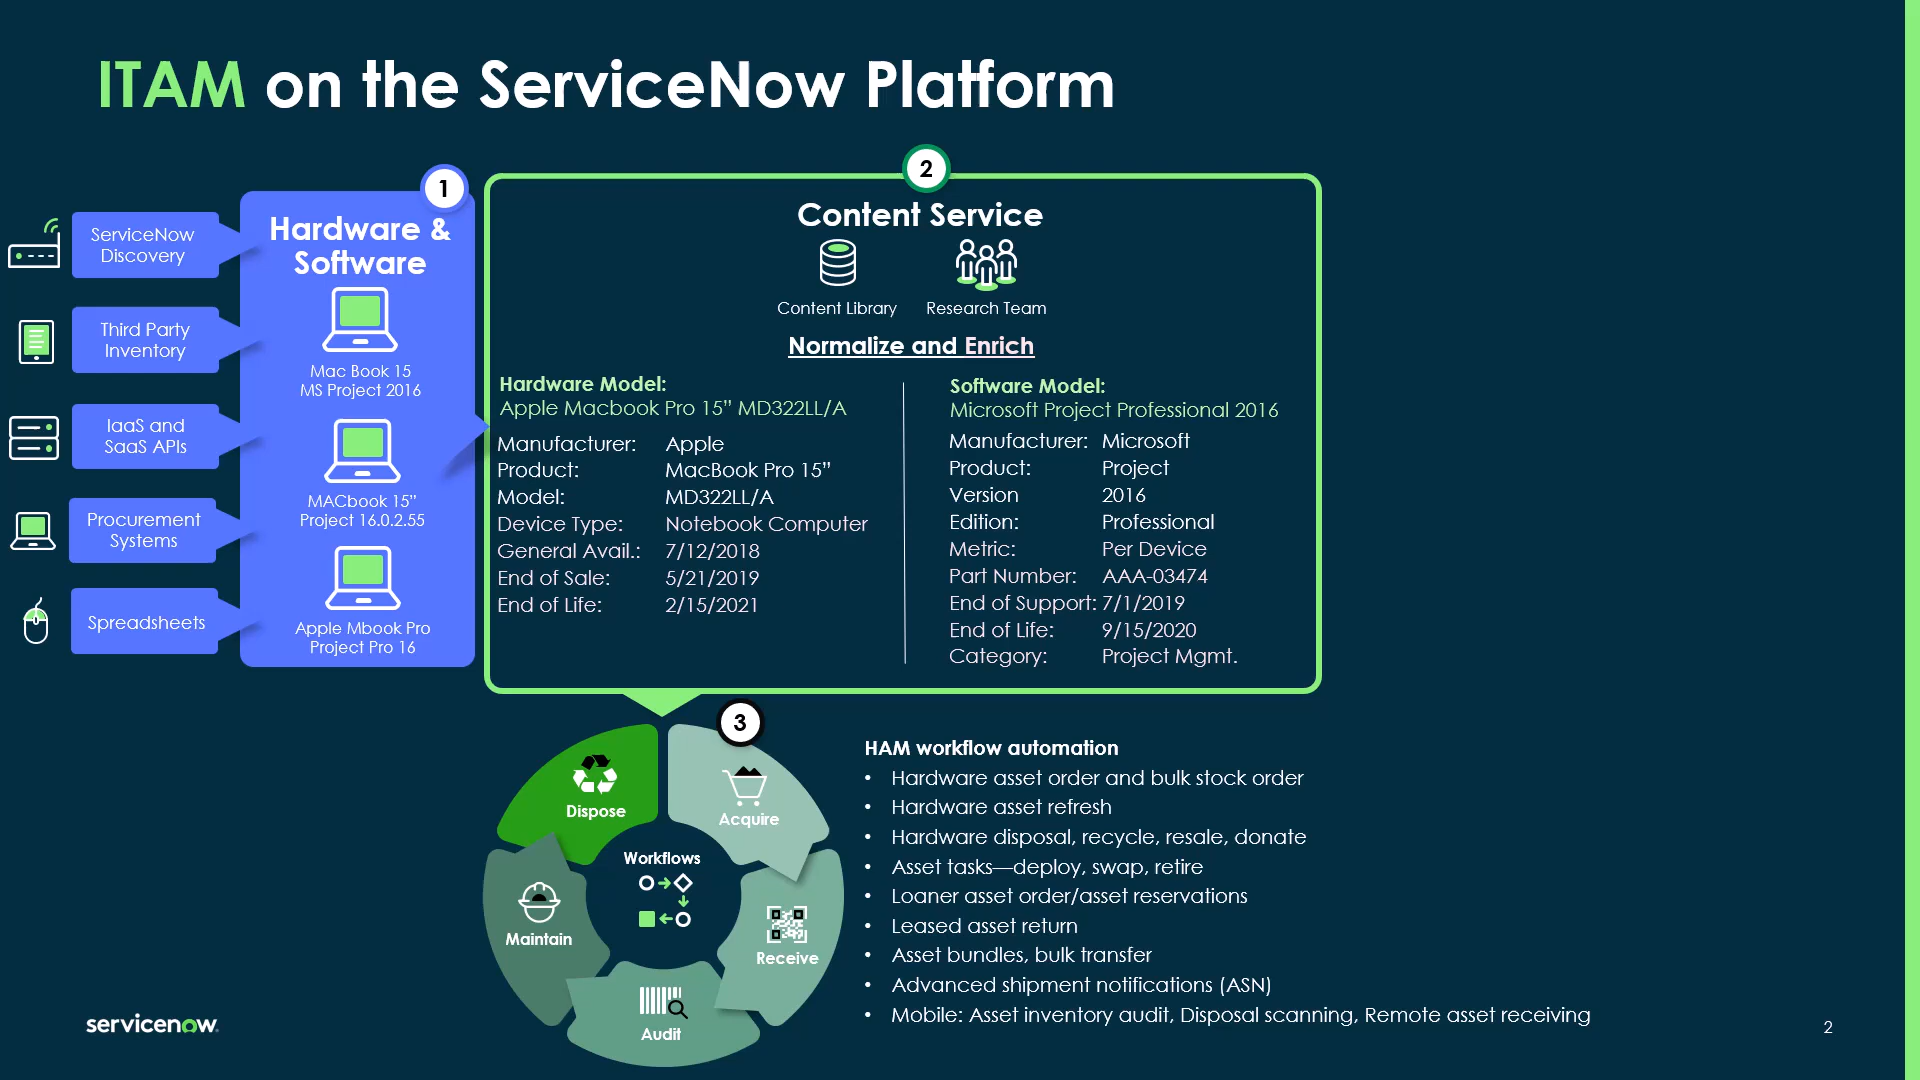 ITAM on the ServiceNow Platform
ServiceNow
Discovery
Third Party
Inventory
IaaS and
SaaS APIs
Procurement
Systems
Spreadsheets
1
Hardware &
Software
Mac Book 15
MS Project 2016
MACbook 15”
Project 16.0.2.55
Apple Mbook Pro
Project Pro 16
2
Content Service
Content Library
Research Team
Normalize and Enrich
Hardware Model:
Apple Macbook Pro 15” MD322LL/A
Manufacturer: Apple
Product: MacBook Pro 15”
Model: MD322LL/A
Device Type: Notebook Computer
General Avail.: 7/12/2018
End of Sale: 5/21/2019
End of Life: 2/15/2021
Software Model:
Microsoft Project Professional 2016
Manufacturer: Microsoft
Product: Project
Version 2016
Edition: Professional
Metric: Per Device
Part Number: AAA-03474
End of Support: 7/1/2019
End of Life: 9/15/2020
Category: Project Mgmt.
3
Dispose
Acquire
Workflows
Maintain
Receive
Audit
HAM workflow automation
• Hardware asset order and bulk stock order
• Hardware asset refresh
• Hardware disposal, recycle, resale, donate
• Asset tasks—deploy, swap, retire
• Loaner asset order/asset reservations
• Leased asset return
• Asset bundles, bulk transfer
• Advanced shipment notifications (ASN)
• Mobile: Asset inventory audit, Disposal scanning, Remote asset receiving
servicenow
2